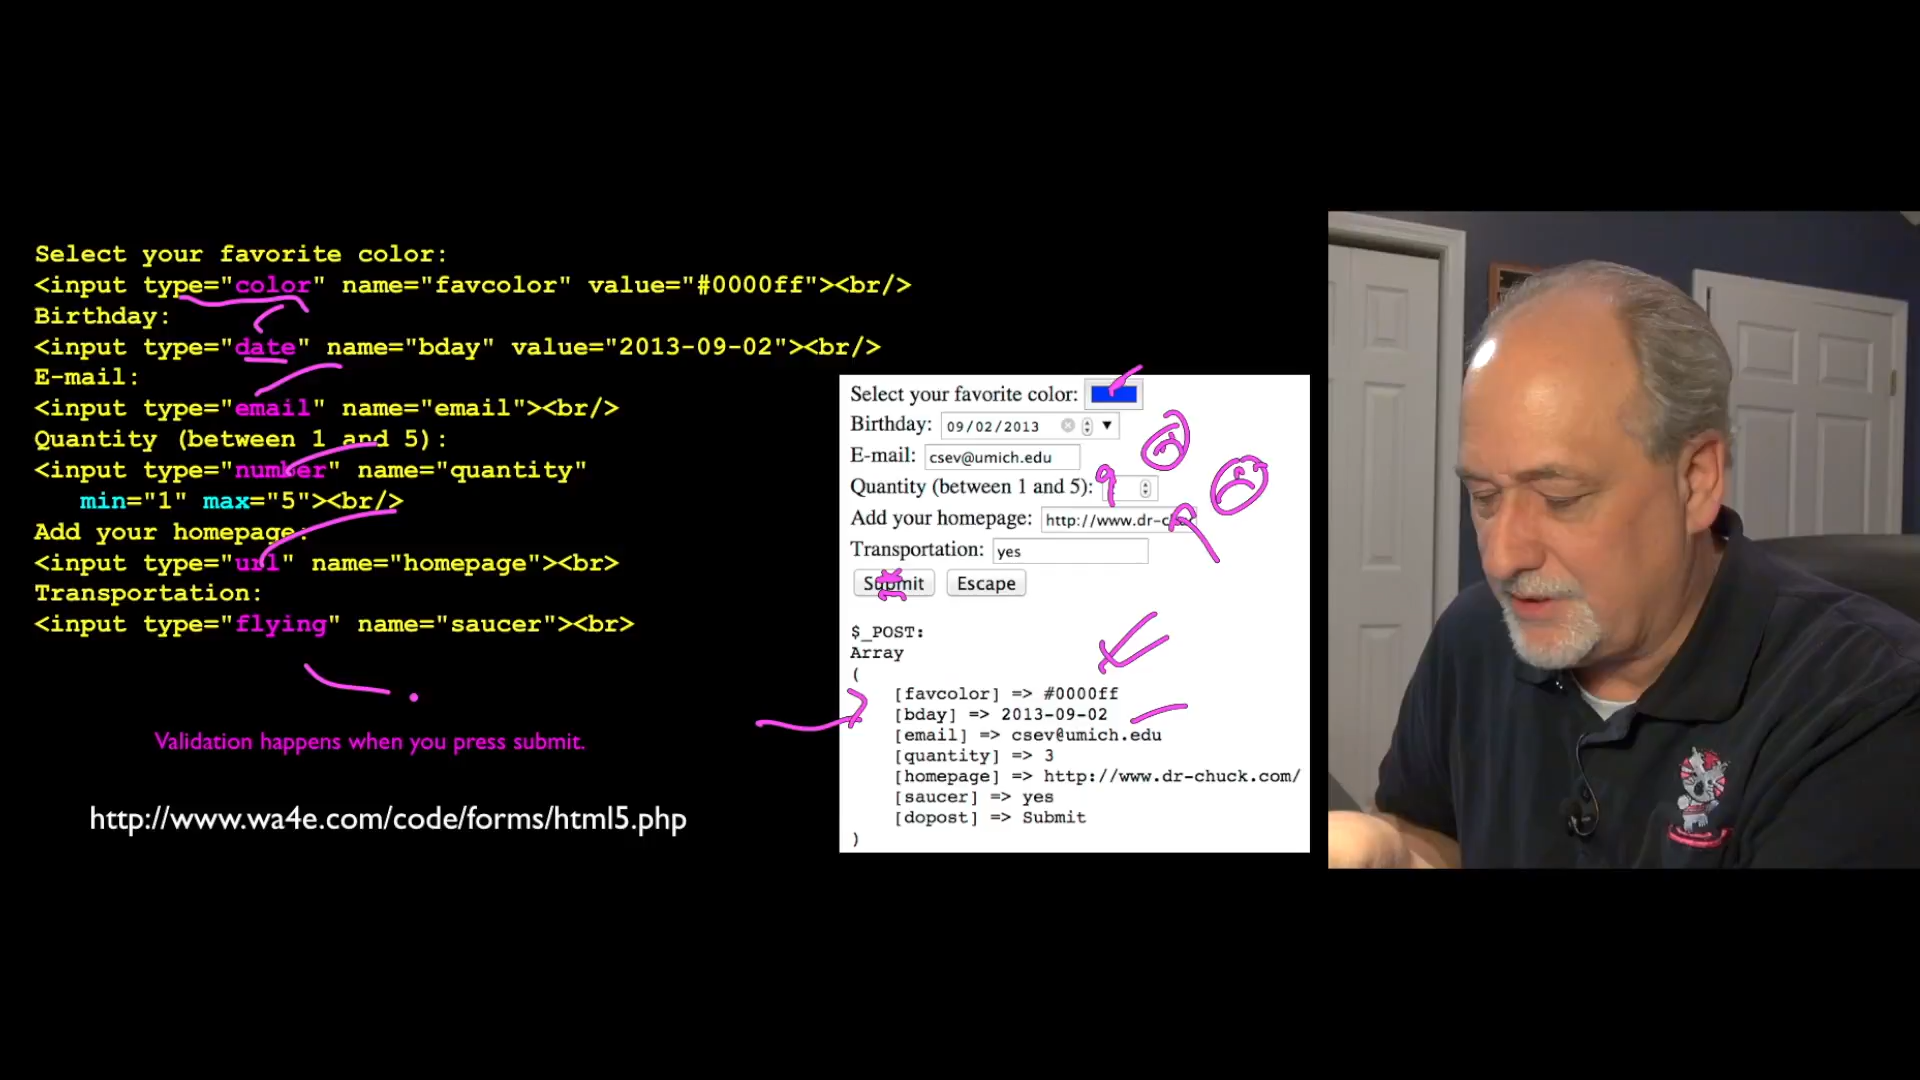 Select your favorite color:
<input type="color" name="favcolor" value="#0000ff"><br/>
Birthday:
<input type="date" name="bday" value="2013-09-02"><br/>
E-mail:
<input type="email" name="email"><br/>
Quantity (between 1 and 5):
<input type="number" name="quantity"
min="1" max="5"><br/>
Add your homepage:
<input type="url" name="homepage"><br>
Transportation:
<input type="flying" name="saucer"><br>
Validation happens when you press submit.
http://www.wa4e.com/code/forms/html5.php
Select your favorite color:
Birthday: 09/02/2013
E-mail: csev@umich.edu
Quantity (between 1 and 5): 9
Add your homepage: http://www.dr-
Transportation: yes
Submit Escape
$_POST:
Array
(
[favcolor] => #0000ff
[bday] => 2013-09-02
[email] => csev@umich.edu
[quantity] => 3
[homepage] => http://www.dr-chuck.com/
[saucer] => yes
[dopost] => Submit
)